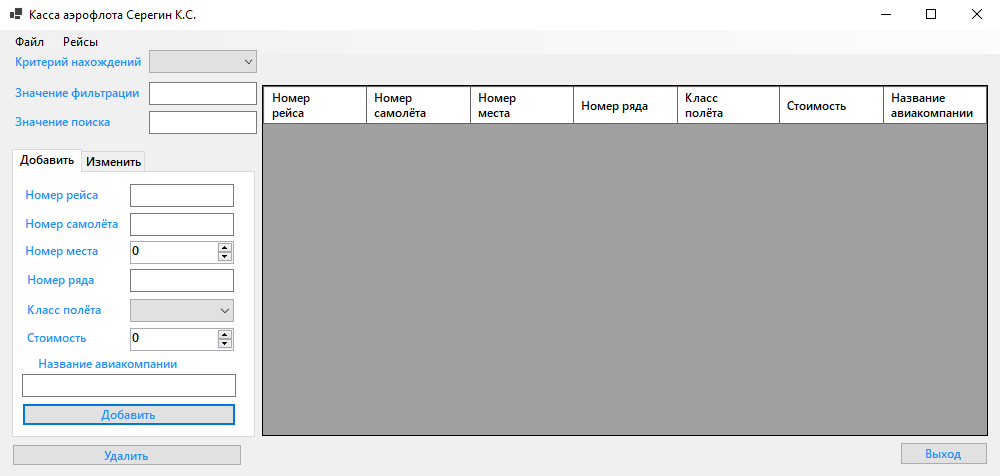 Касса аэрофлота Серегин К.С.
Файл Рейсы
Критерий нахождений
Значение фильтрации
Значение поиска
Добавить Изменить
Номер рейса
Номер самолёта
Номер места 0
Номер ряда
Класс полёта
Стоимость 0
Название авиакомпании
Добавить
Удалить
Номер
рейса
Номер
самолёта
Номер
места
Номер ряда
Класс
полёта
Стоимость
Название
авиакомпании
Выход